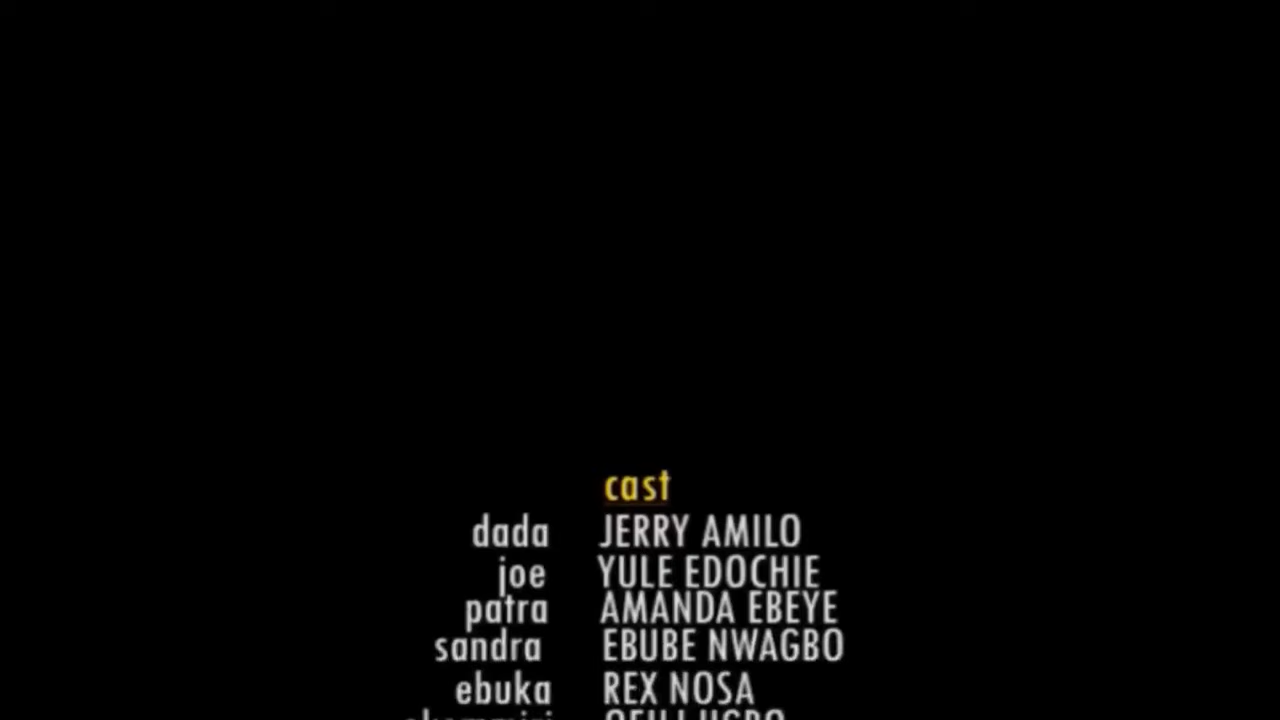 cast
dada JERRY AMILO
joe YULE EDOCHIE
patra AMANDA EBEYE
sandra EBUBE NWAGBO
ebuka REX NOSA